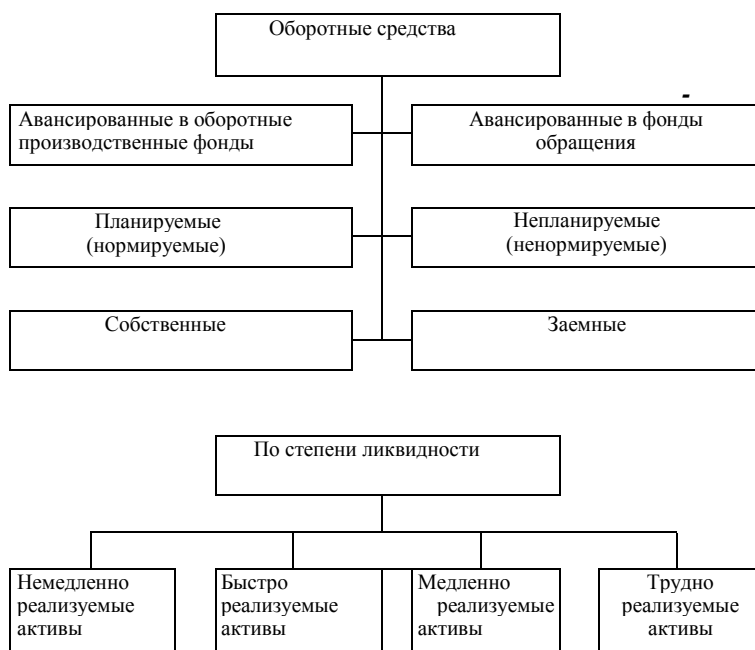 Оборотные средства
Авансированные в оборотные
производственные фонды
Авансированные в фонды
обращения
Планируемые
(нормируемые)
Непланируемые
(ненормируемые)
Собственные
Заемные
По степени ликвидности
Немедленно
реализуемые
активы
Быстро
реализуемые
активы
Медленно
реализуемые
активы
Трудно
реализуемые
активы